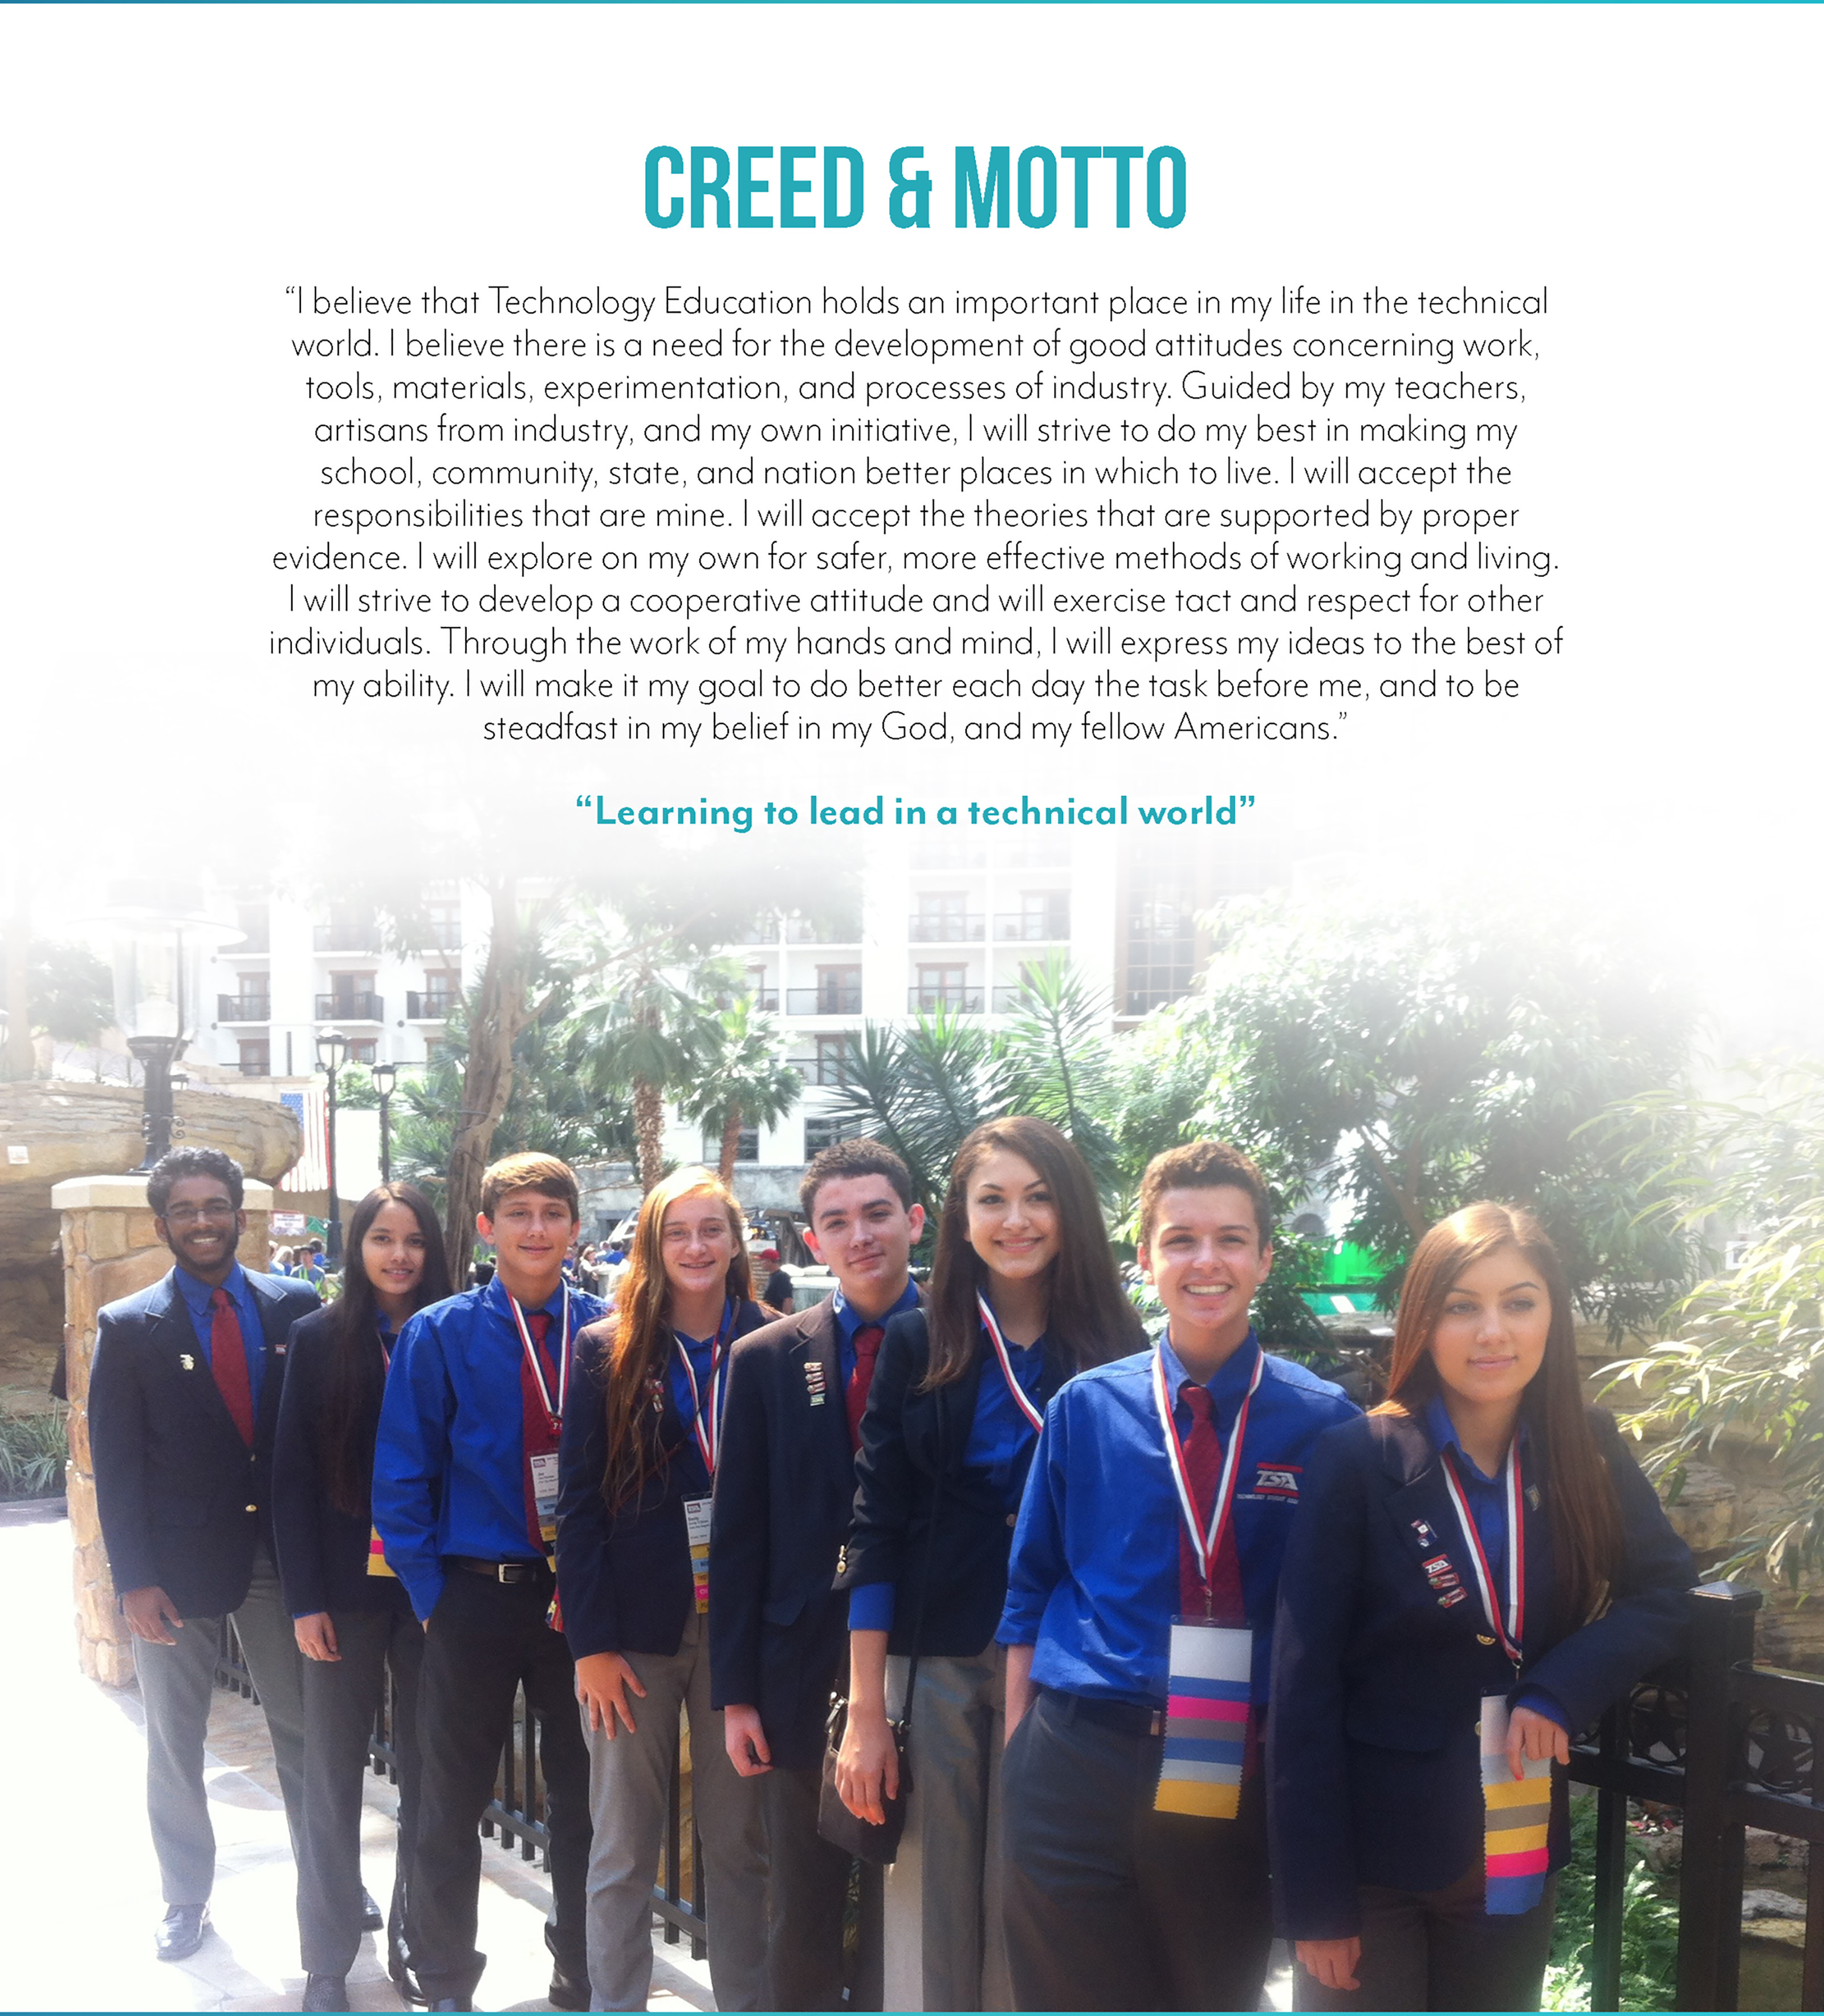 CREED & MOTTO
“I believe that Technology Education holds an important place in my life in the technical
world. I believe there is a need for the development of good attitudes concerning work,
tools, materials, experimentation, and processes of industry. Guided by my teachers,
artisans from industry, and my own initiative, I will strive to do my best in making my
school, community, state, and nation better places in which to live. I will accept the
responsibilities that are mine. I will accept the theories that are supported by proper
evidence. I will explore on my own for safer, more effective methods of working and living.
I will strive to develop a cooperative attitude and will exercise tact and respect for other
individuals. Through the work of my hands and mind, I will express my ideas to the best of
my ability. I will make it my goal to do better each day the task before me, and to be
steadfast in my belief in my God, and my fellow Americans.”
“Learning to lead in a technical world”
TSA
TSA